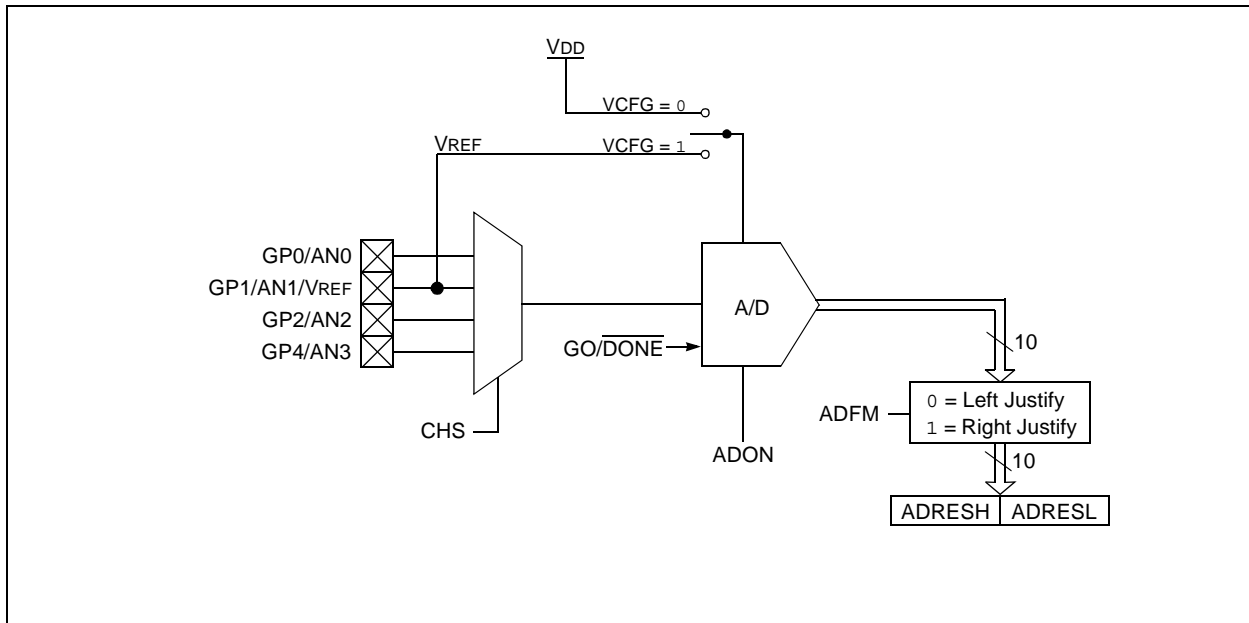 VDD
VCFG = 0
VREF
VCFG = 1
GP0/AN0
GP1/AN1/VREF
GP2/AN2
GP4/AN3
A/D
GO/DONE
10
CHS
ADON
ADFM
0 = Left Justify
1 = Right Justify
10
ADRESH
ADRESL